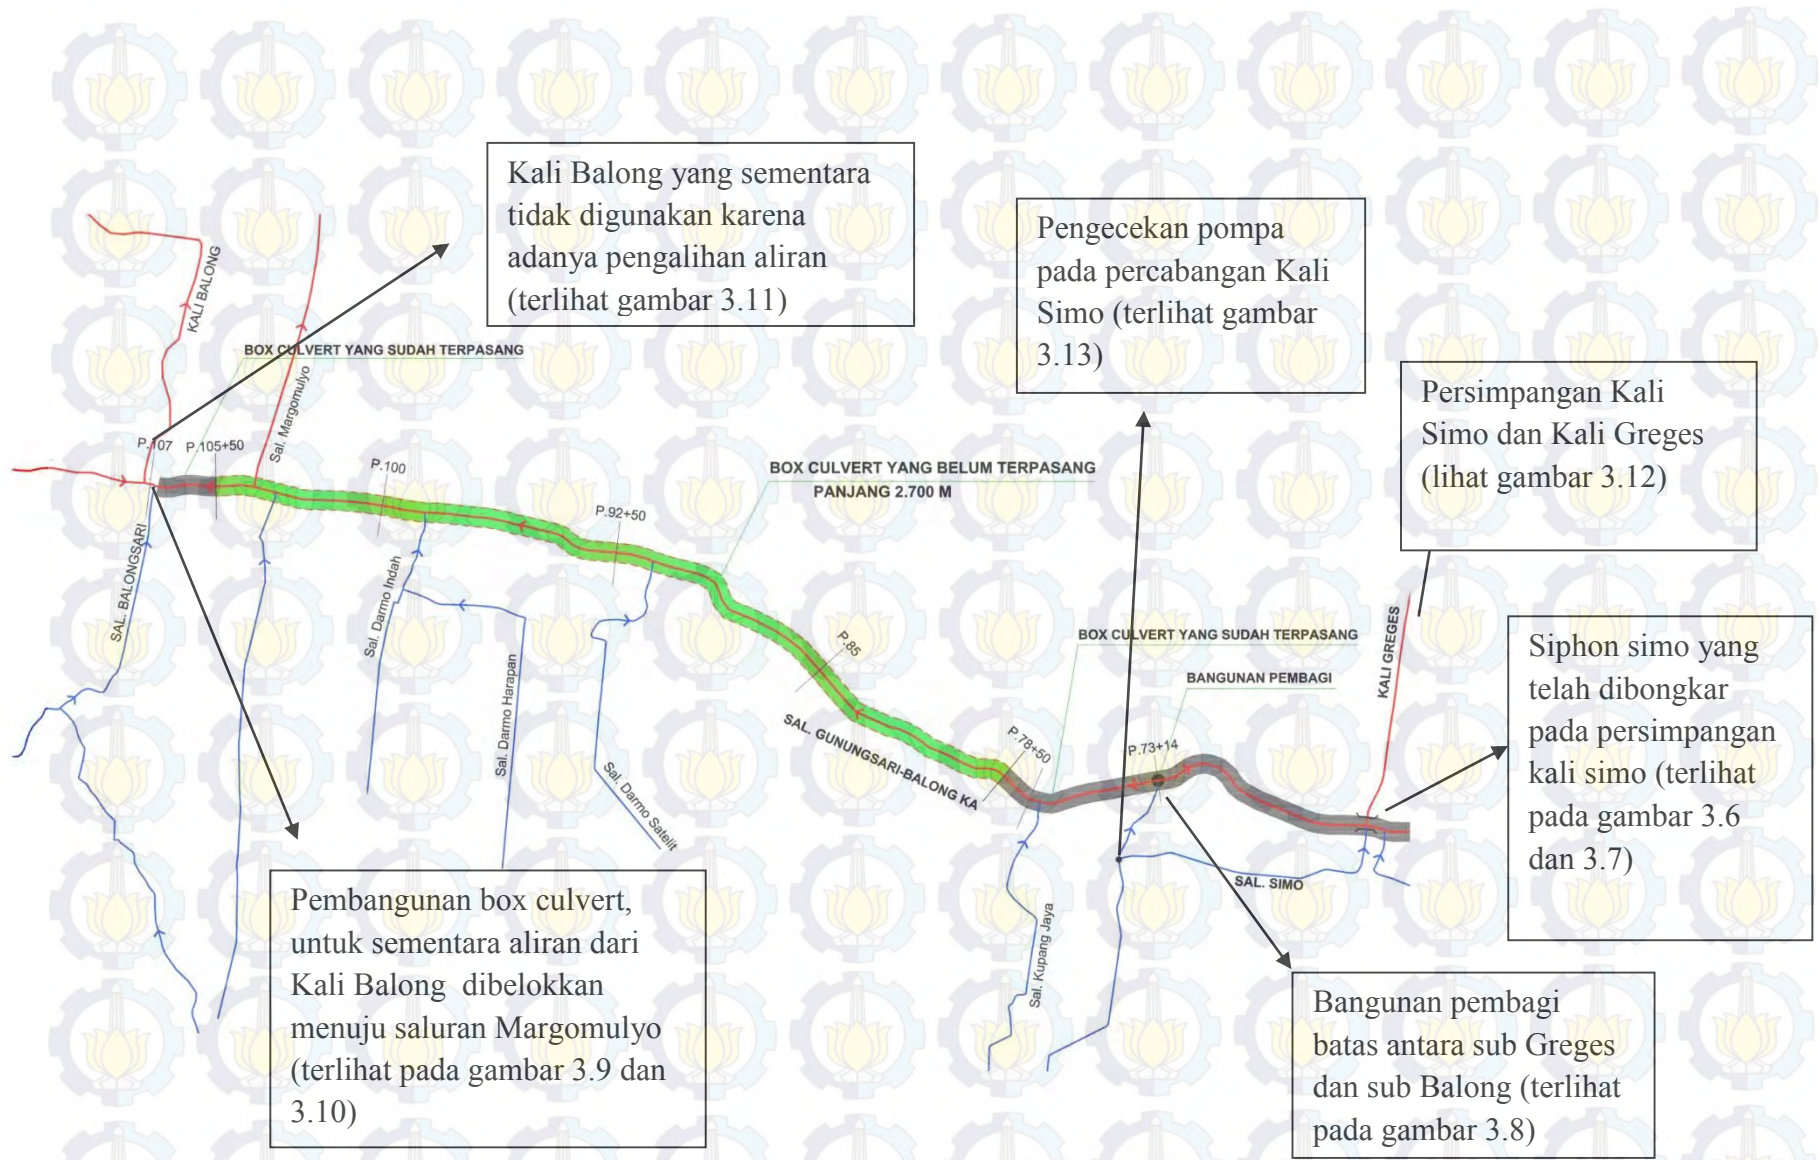 Kali Balong yang sementara
tidak digunakan karena
adanya pengalihan aliran
(terlihat gambar 3.11)
Pengecekan pompa
pada percabangan Kali
Simo (terlihat gambar
3.13)
Persimpangan Kali
Simo dan Kali Greges
(lihat gambar 3.12)
KALI BALONG
BOX CULVERT YANG SUDAH TERPASANG
Sal. Margomulyo
P.107
P.105+50
P.100
P.92+50
BOX CULVERT YANG BELUM TERPASANG
PANJANG 2.700 M
SAL. BALONGSARI
Sal. Darmo Indah
Sal. Darmo Harapan
Sal. Darmo Satelit
P.85
SAL. GUNUNGSARI-BALONG KA
P.78+50
BOX CULVERT YANG SUDAH TERPASANG
BANGUNAN PEMBAGI
P.73+14
KALI GREGES
Siphon simo yang
telah dibongkar
pada persimpangan
kali simo (terlihat
pada gambar 3.6
dan 3.7)
SAL. SIMO
Sal. Kupang Jaya
Pembangunan box culvert,
untuk sementara aliran dari
Kali Balong dibelokkan
menuju saluran Margomulyo
(terlihat pada gambar 3.9 dan
3.10)
Bangunan pembagi
batas antara sub Greges
dan sub Balong (terlihat
pada gambar 3.8)